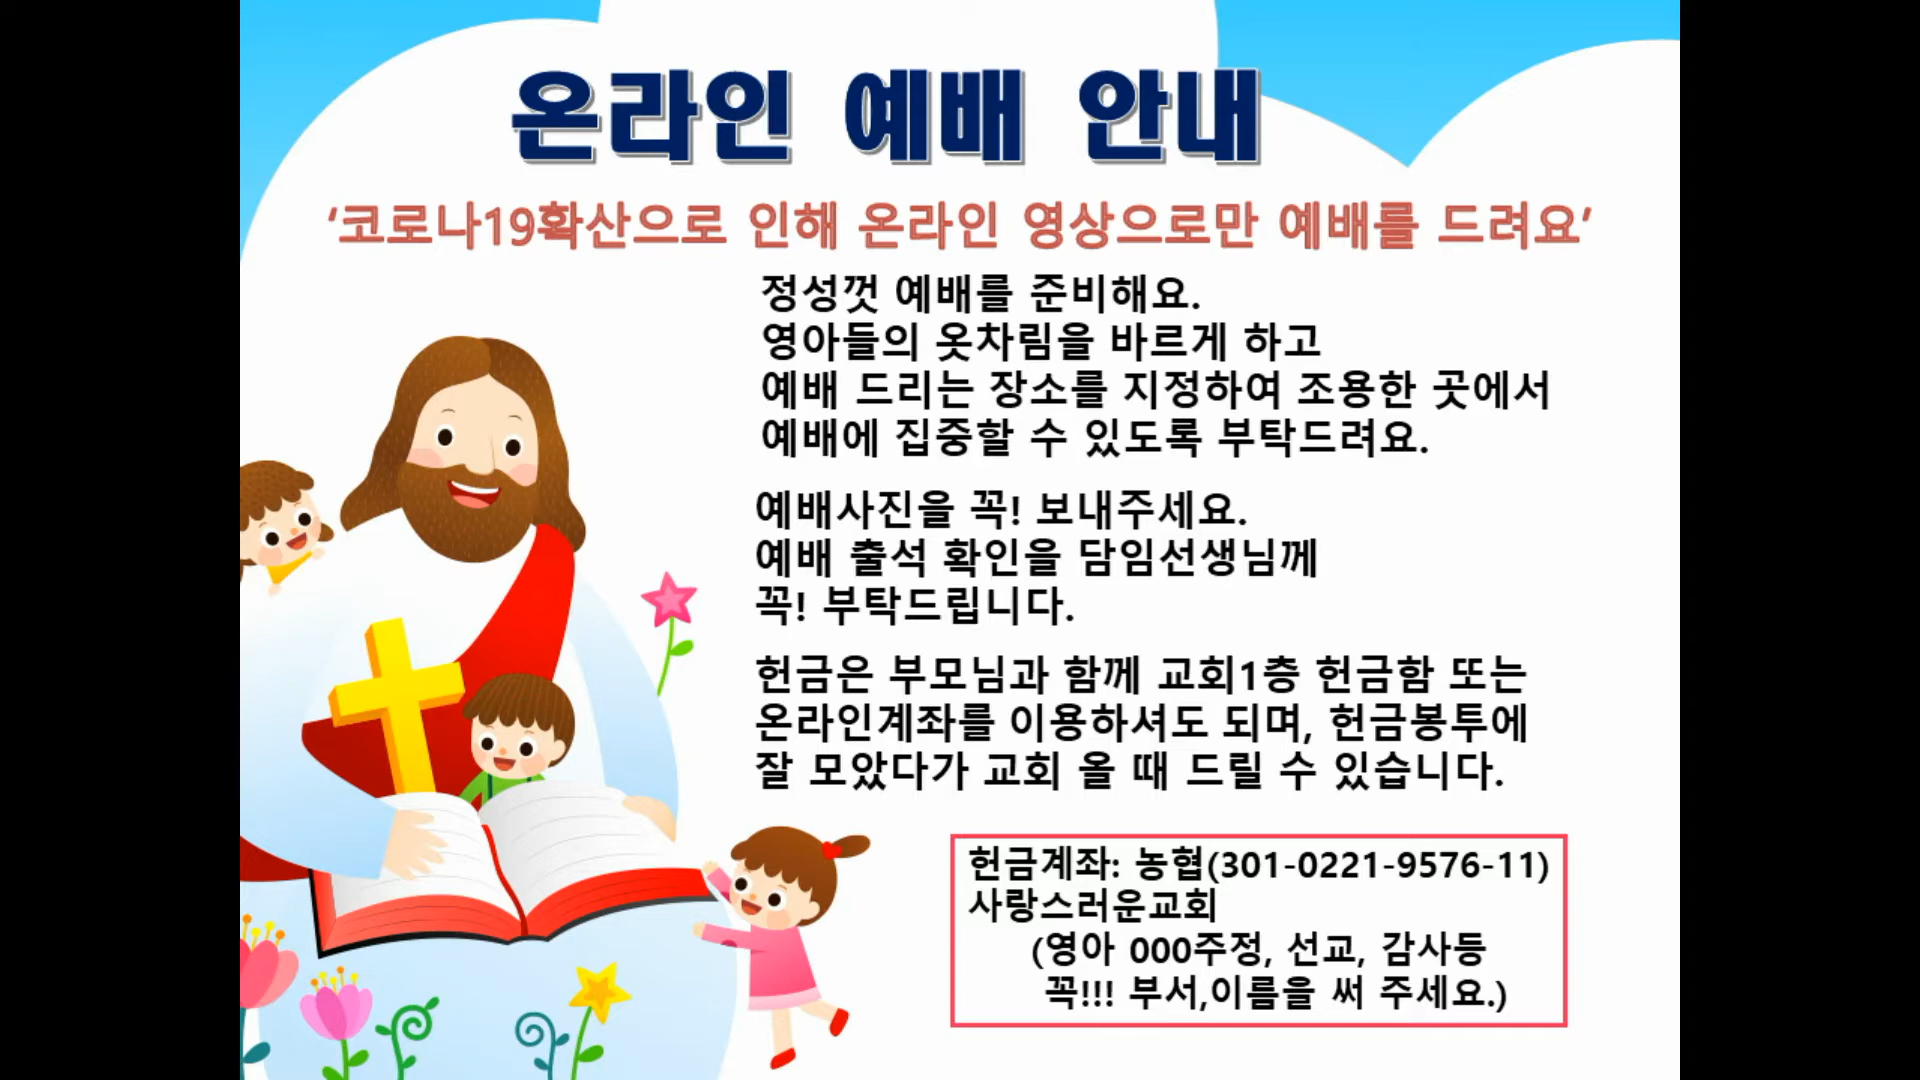 온라인 예배 안내
‘코로나19확산으로 인해 온라인 영상으로만 예배를 드려요’
정성껏 예배를 준비해요.
영아들의 옷차림을 바르게 하고
예배 드리는 장소를 지정하여 조용한 곳에서
예배에 집중할 수 있도록 부탁드려요.
예배사진을 꼭! 보내주세요.
예배 출석 확인을 담임선생님께
꼭! 부탁드립니다.
헌금은 부모님과 함께 교회1층 헌금함 또는
온라인계좌를 이용하셔도 되며, 헌금봉투에
잘 모았다가 교회 올 때 드릴 수 있습니다.
헌금계좌: 농협(301-0221-9576-11)
사랑스러운교회
(영아 000주정, 선교, 감사등
꼭!!! 부서,이름을 써 주세요.)